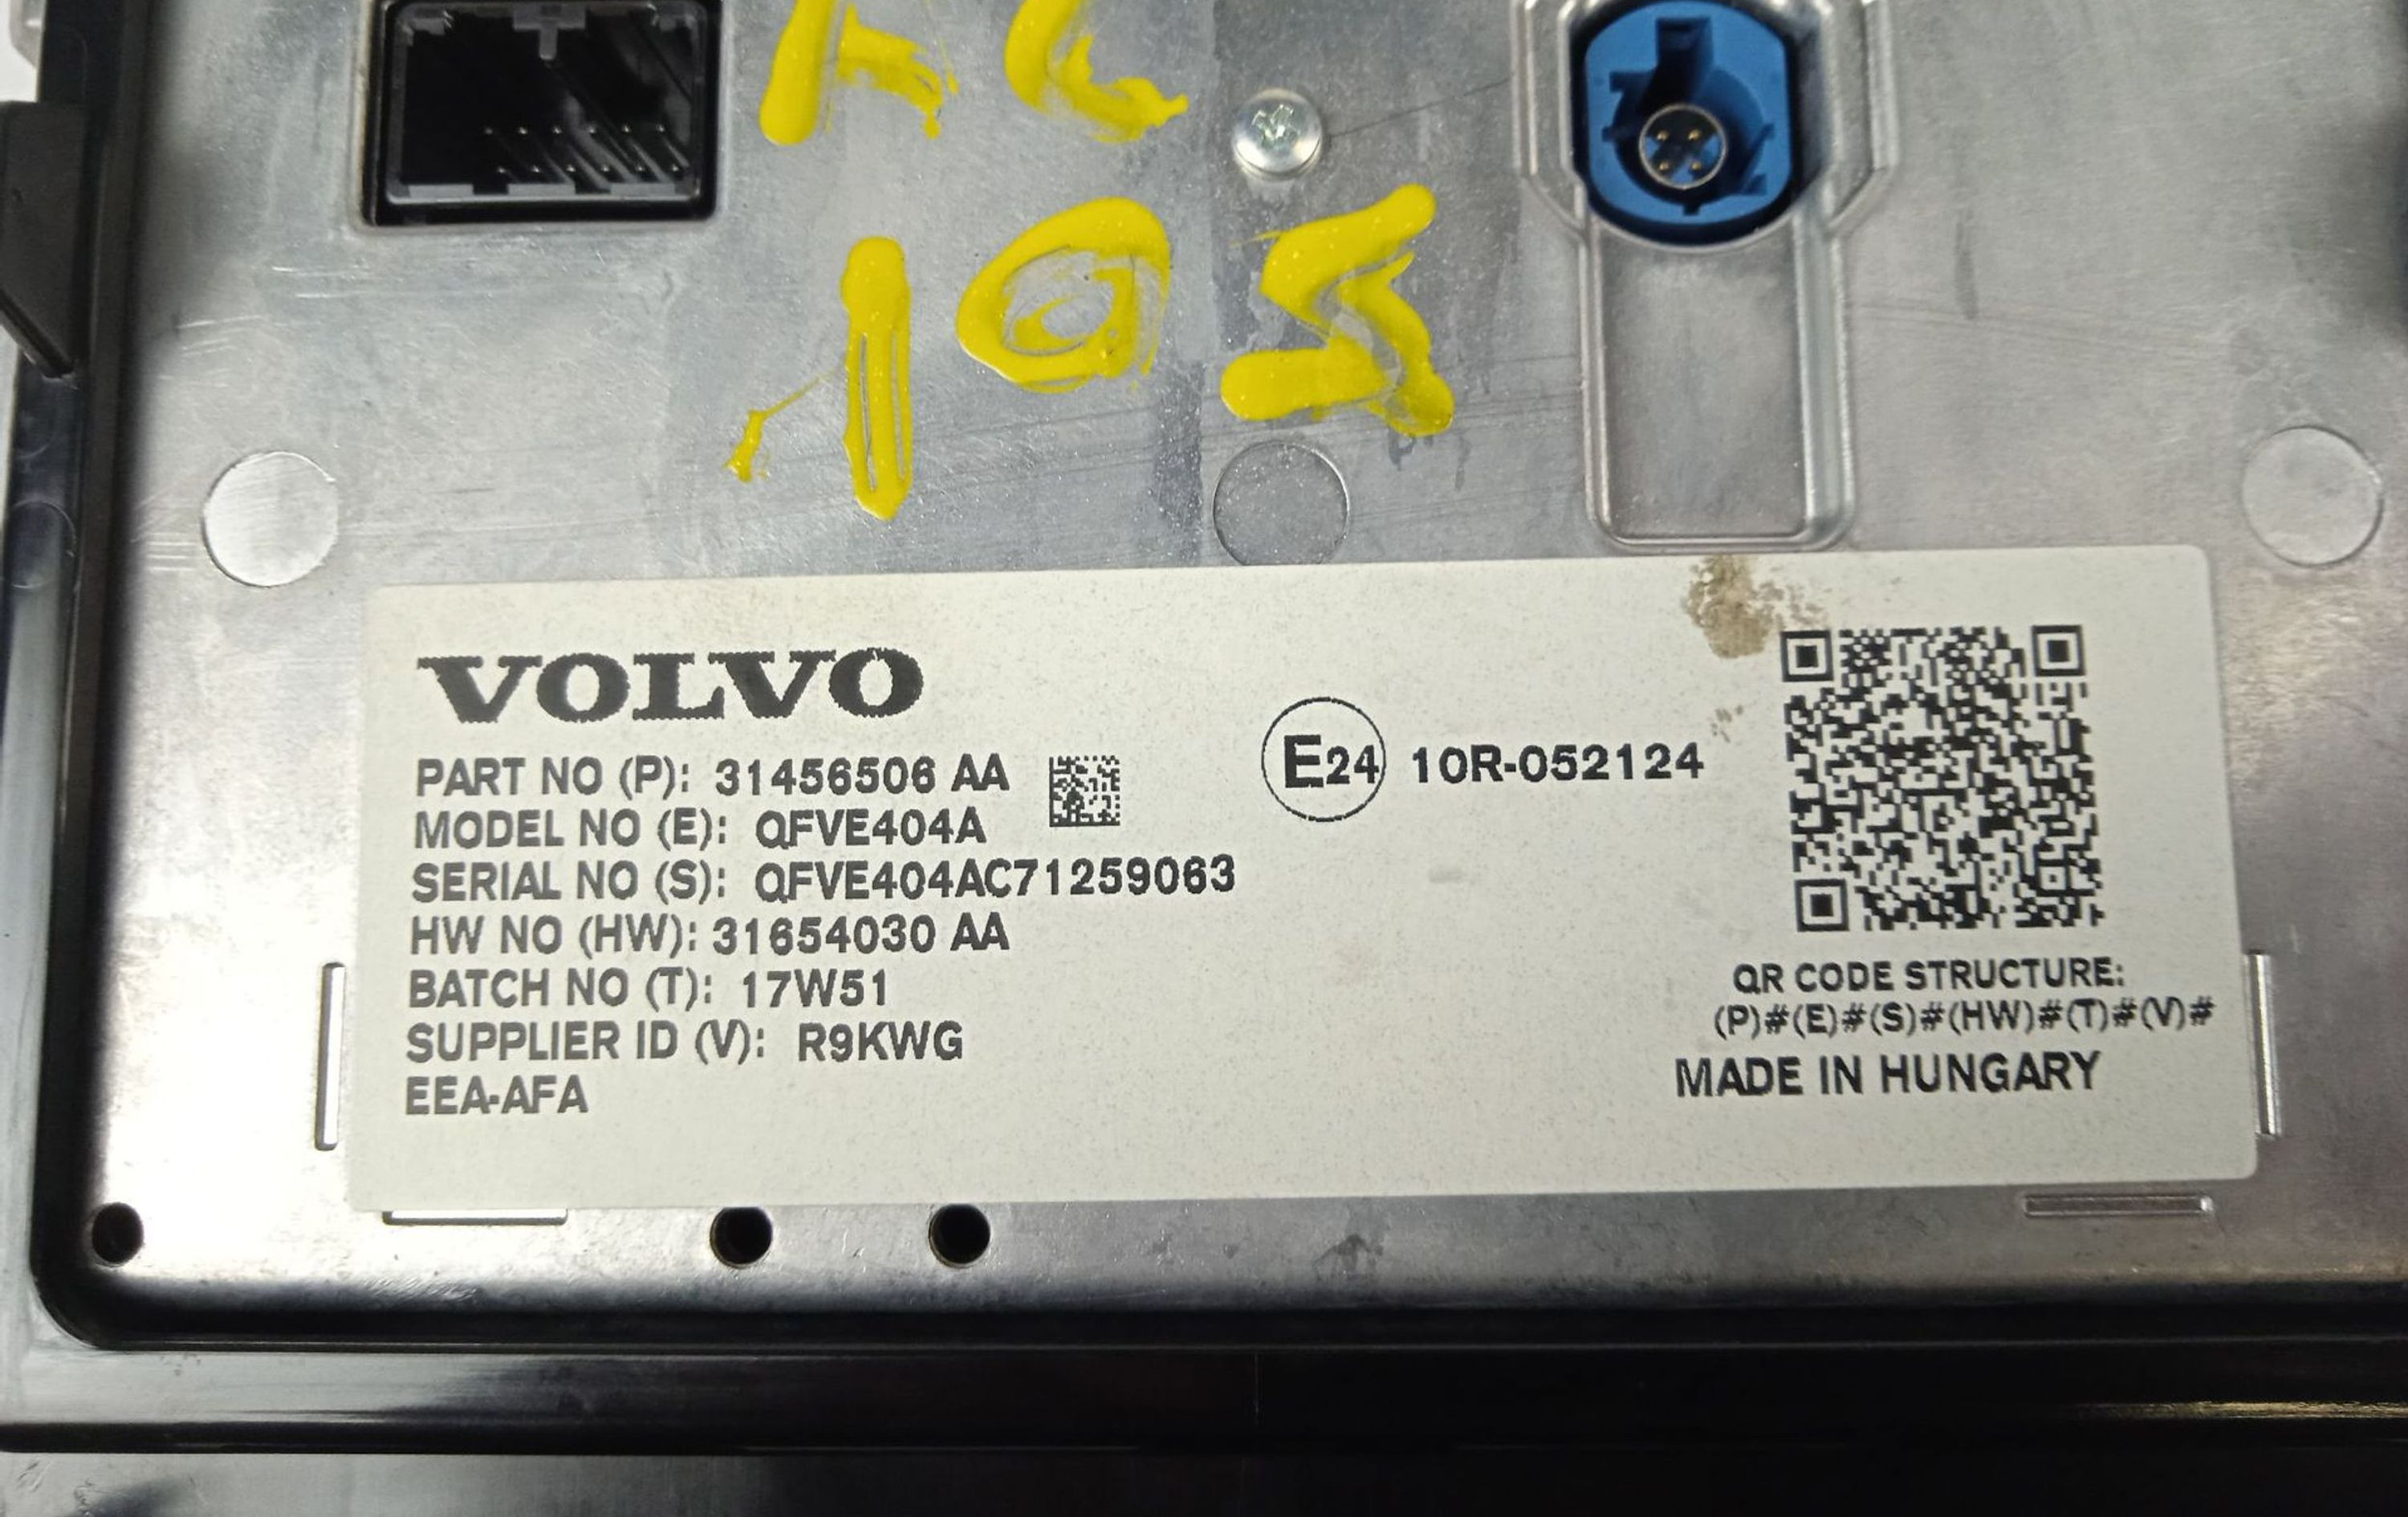 105
VOLVO
PART NO (P): 31456506 AA
MODEL NO (E): QFVE404A
SERIAL NO (S): QFVE404AC71259063
HW NO (HW): 31654030 AA
BATCH NO (T): 17W51
SUPPLIER ID (V): R9KWG
EEA-AFA
E24 10R-052124
QR CODE STRUCTURE:
(P)#(E)#(S)#(HW)#(T)#(V)#
MADE IN HUNGARY